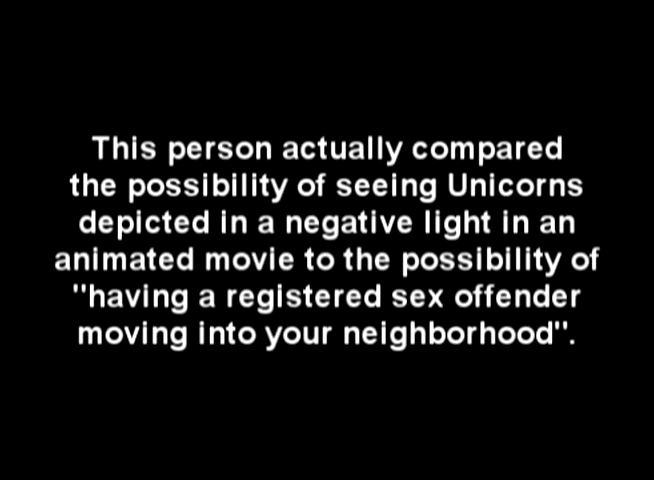 This person actually compared
the possibility of seeing Unicorns
depicted in a negative light in an
animated movie to the possibility of
"having a registered sex offender
moving into your neighborhood".